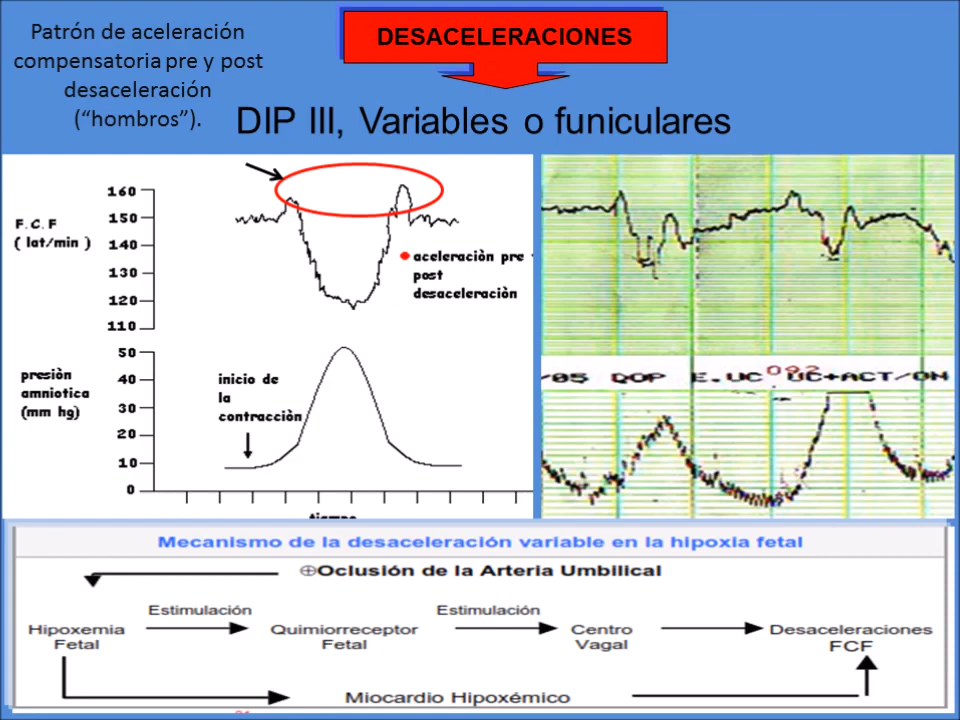 Patrón de aceleración
compensatoria pre y post
desaceleración
(“hombros”).
DESACELERACIONES
DIP III, Variables o funiculares
F.C.F
( lat/min )
160
150
140
130
120
110
aceleraciòn pre
post
desaceleraciòn
presiòn
amniotica
(mm hg)
50
40
30
20
10
0
inicio de
la
contracciòn
tiempo
/05 QOP E.UC 092 UC+ACT/ON
Mecanismo de la desaceleración variable en la hipoxia fetal
⊕Oclusión de la Arteria Umbilical
Estimulación
Estimulación
Hipoxemia
Fetal
Quimiorreceptor
Fetal
Centro
Vagal
Desaceleraciones
FCF
Miocardio Hipoxémico